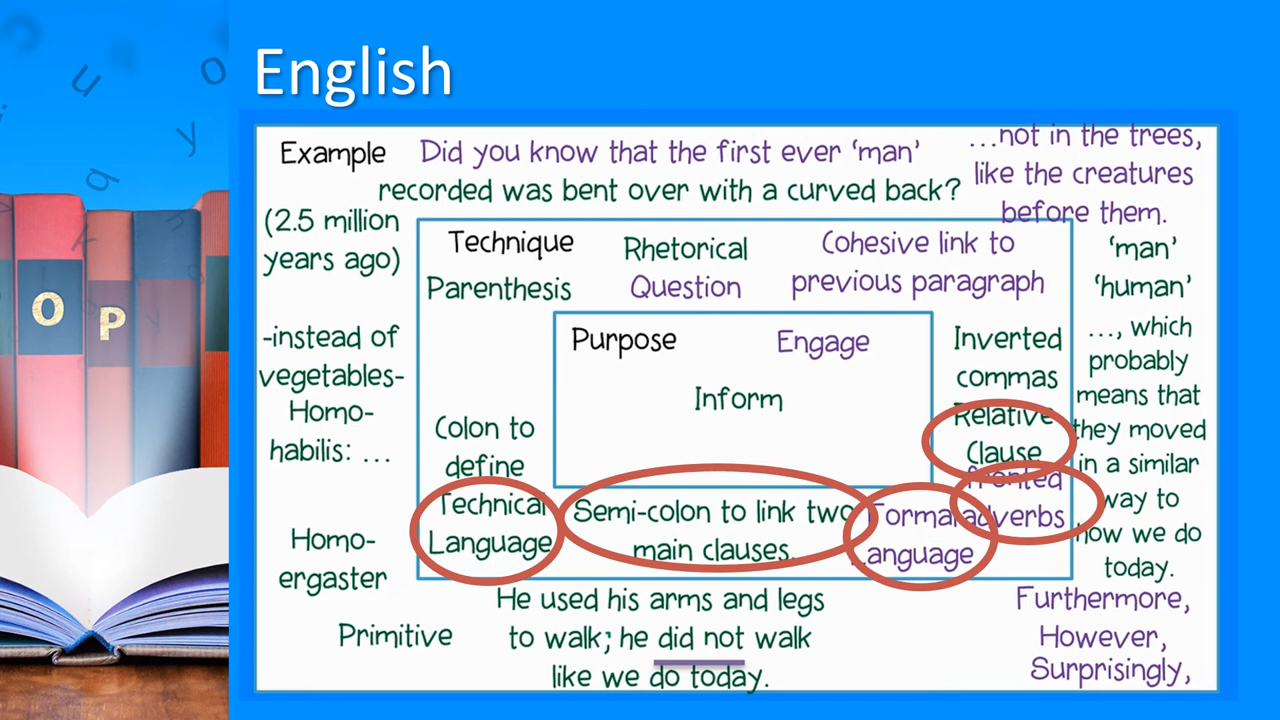 English
Example
Did you know that the first ever ‘man’
recorded was bent over with a curved back?
…not in the trees,
like the creatures
before them.
(2.5 million
years ago)
-instead of
vegetables-
Homo-
habilis: …
Homo-
ergaster
Primitive
Technique
Parenthesis
Rhetorical
Question
Cohesive link to
previous paragraph
Purpose
Engage
Inform
Colon to
define
Technical
Language
Semi-colon to link two
main clauses.
Formal
Language
Inverted
commas
Relative
Clause
fronted
adverbs
‘man’
‘human’
…, which
probably
means that
they moved
in a similar
way to
how we do
today.
He used his arms and legs
to walk; he did not walk
like we do today.
Furthermore,
However,
Surprisingly,
O
P
u
o
y
a
k